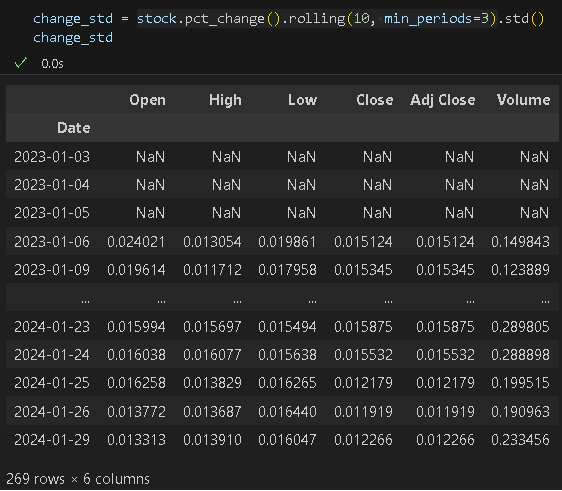 change_std = stock.pct_change().rolling(10, min_periods=3).std()
change_std
✓ 0.0s
Open High Low Close Adj Close Volume
Date
2023-01-03 NaN NaN NaN NaN NaN NaN
2023-01-04 NaN NaN NaN NaN NaN NaN
2023-01-05 NaN NaN NaN NaN NaN NaN
2023-01-06 0.024021 0.013054 0.019861 0.015124 0.015124 0.149843
2023-01-09 0.019614 0.011712 0.017958 0.015345 0.015345 0.123889
... ... ... ... ... ... ...
2024-01-23 0.015994 0.015697 0.015494 0.015875 0.015875 0.289805
2024-01-24 0.016038 0.016077 0.015638 0.015532 0.015532 0.288898
2024-01-25 0.016258 0.013829 0.016265 0.012179 0.012179 0.199515
2024-01-26 0.013772 0.013687 0.016440 0.011919 0.011919 0.190963
2024-01-29 0.013313 0.013910 0.016047 0.012266 0.012266 0.233456
269 rows × 6 columns